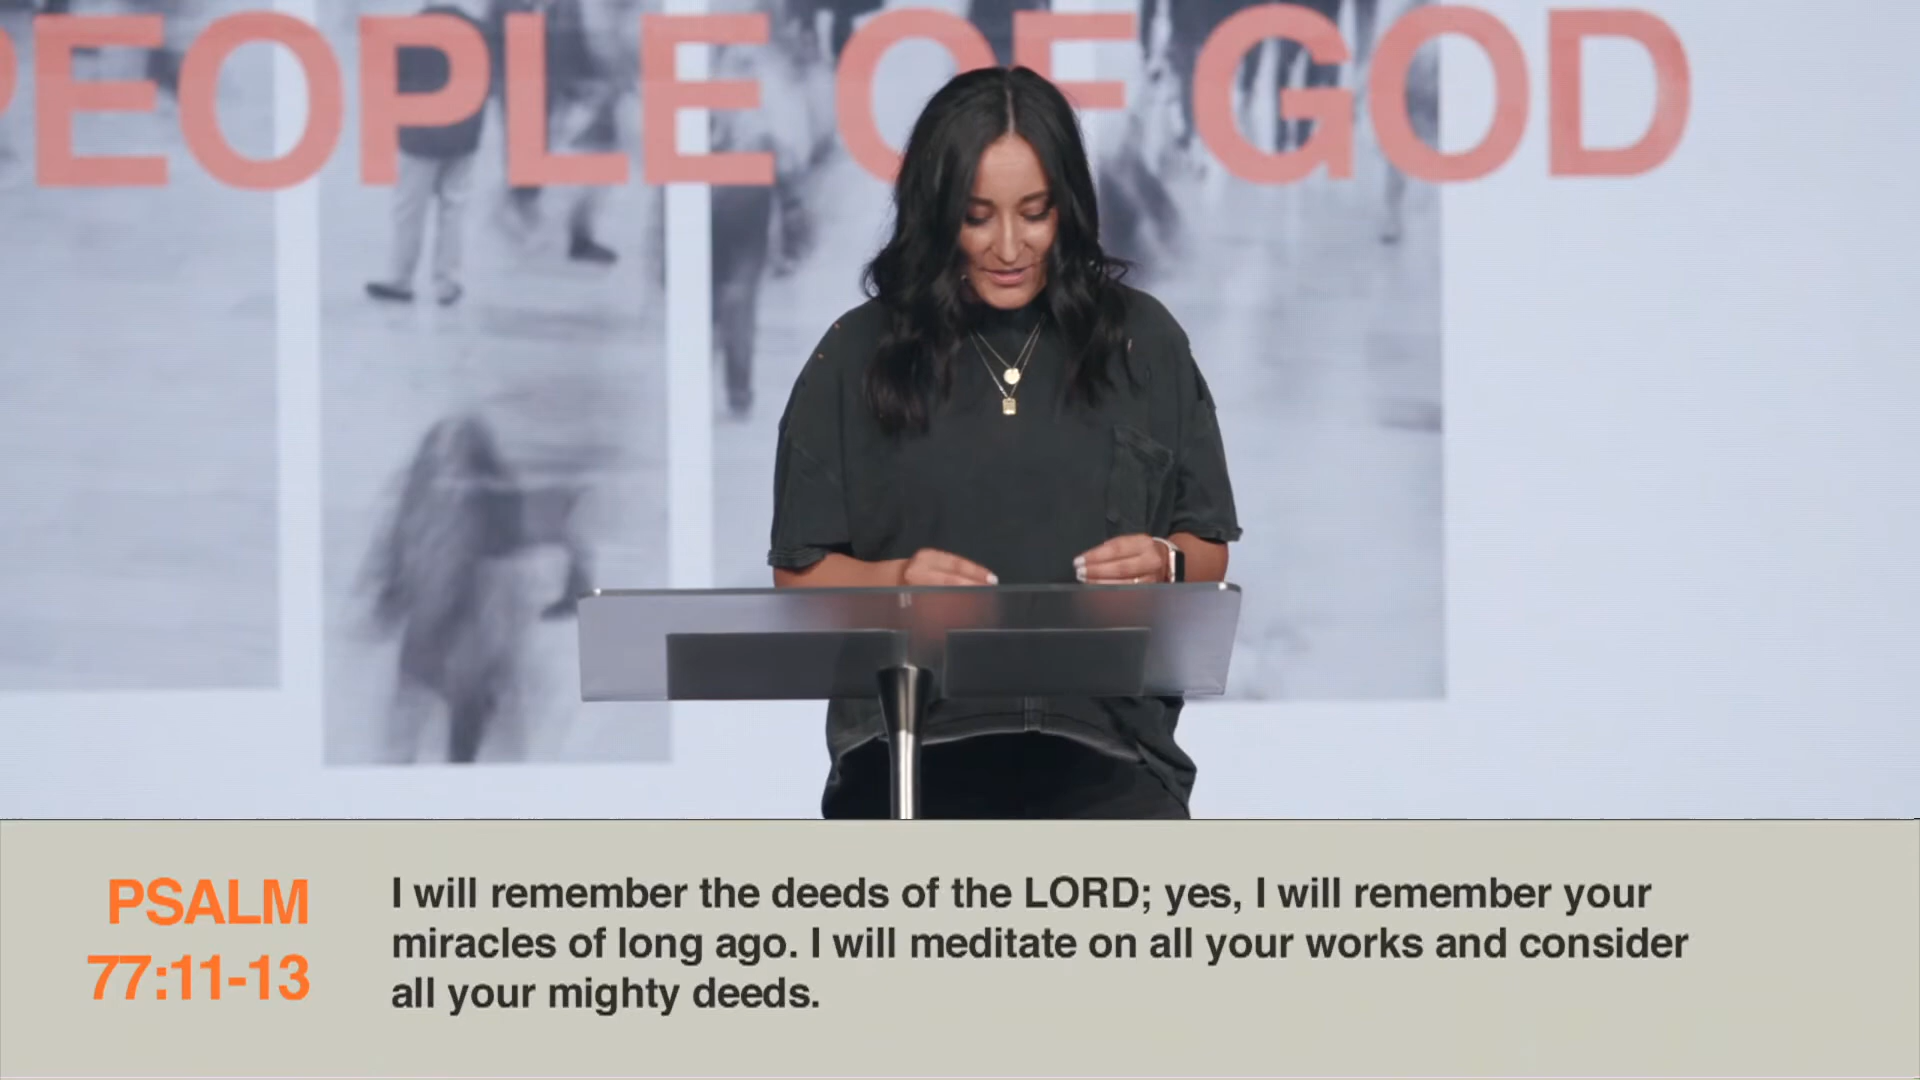 PEOPLE OF GOD
PSALM
77:11-13
I will remember the deeds of the LORD; yes, I will remember your
miracles of long ago. I will meditate on all your works and consider
all your mighty deeds.